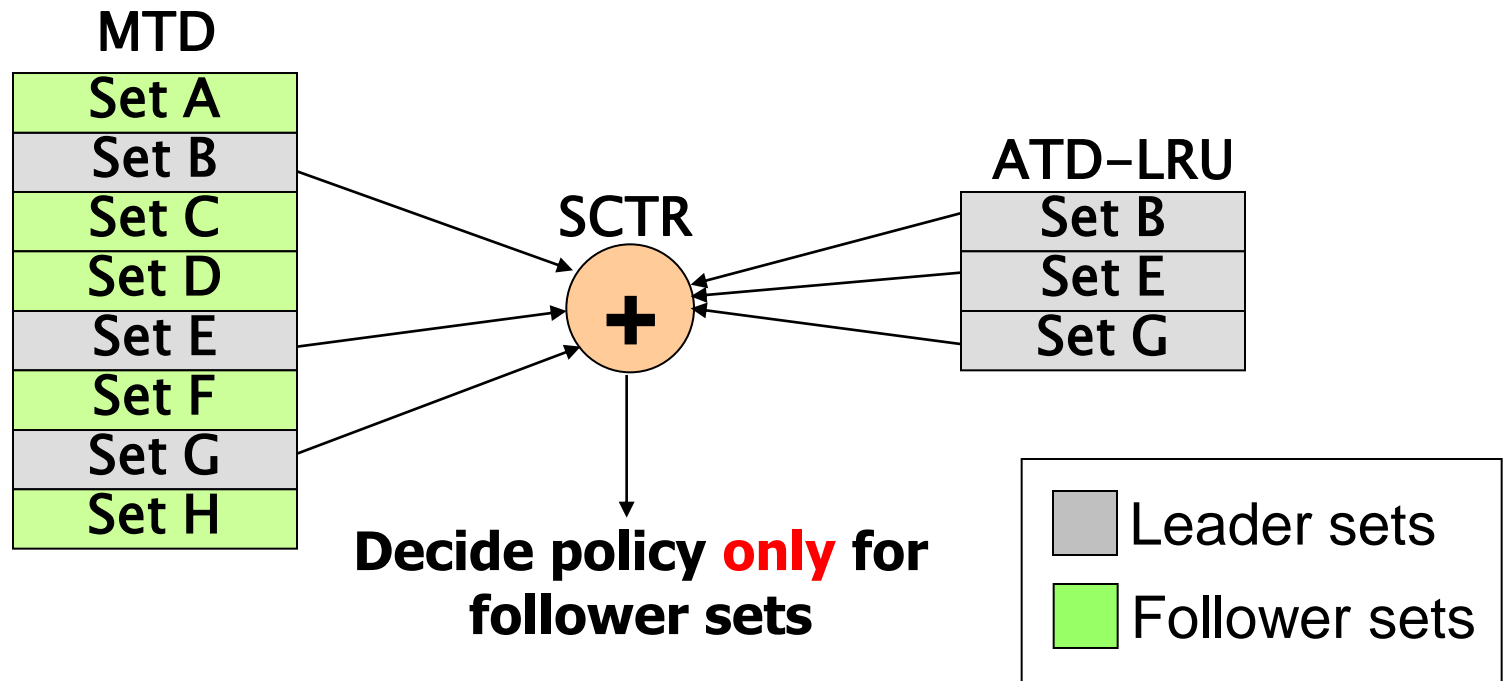 MTD
Set A
Set B
Set C
Set D
Set E
Set F
Set G
Set H
SCTR
+
Decide policy only for
follower sets
ATD-LRU
Set B
Set E
Set G
Leader sets
Follower sets